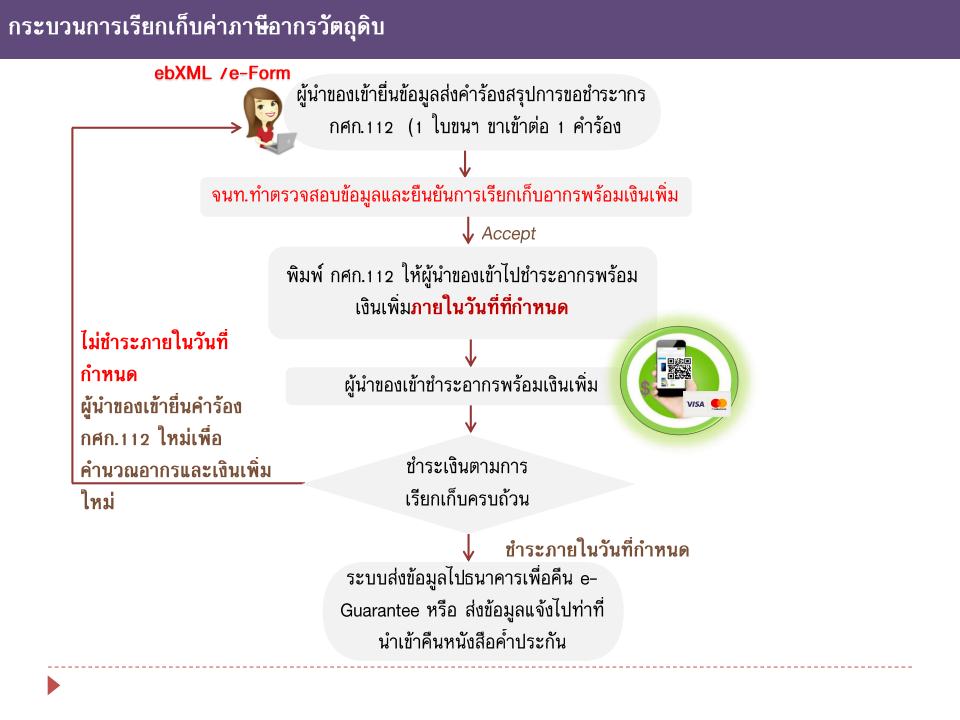 กระบวนการเรียกเก็บค่าภาษีอากรวัตถุดิบ
ebXML /e-Form
ผู้นำของเข้ายื่นข้อมูลส่งคำร้องสรุปการขอชำระากร
กศก.112 (1 ใบขนฯ ขาเข้าต่อ 1 คำร้อง
จนท.ทำตรวจสอบข้อมูลและยืนยันการเรียกเก็บอากรพร้อมเงินเพิ่ม
Accept
พิมพ์ กศก.112 ให้ผู้นำของเข้าไปชำระอากรพร้อม
เงินเพิ่มภายในวันที่ที่กำหนด
ไม่ชำระภายในวันที่
กำหนด
ผู้นำของเข้ายื่นคำร้อง
กศก.112 ใหม่เพื่อ
คำนวณอากรและเงินเพิ่ม
ใหม่
ผู้นำของเข้าชำระอากรพร้อมเงินเพิ่ม
$
VISA
ชำระเงินตามการ
เรียกเก็บครบถ้วน
ชำระภายในวันที่กำหนด
ระบบส่งข้อมูลไปธนาคารเพื่อคืน e-
Guarantee หรือ ส่งข้อมูลแจ้งไปท่าที่
นำเข้าคืนหนังสือค้ำประกัน